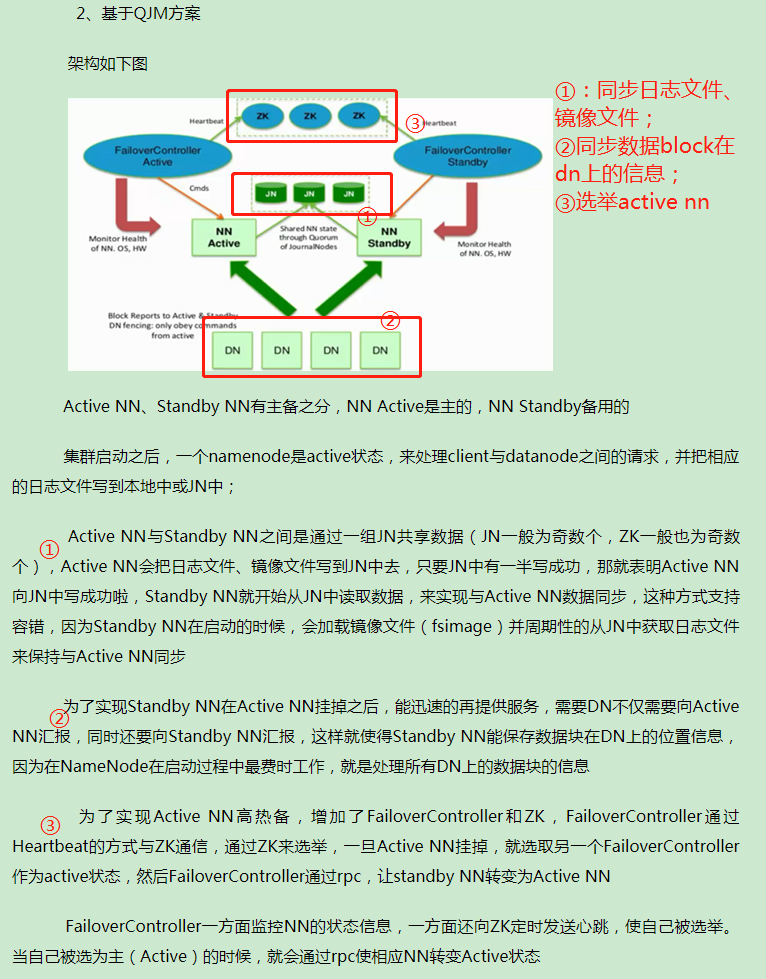 2、基于QJM方案
架构如下图
ZK
ZK
ZK
Heartbeat
③
Heartbeat
FailoverController
Active
FailoverController
Standby
Cmds
JN
JN
JN
①
NN
Active
Shared NN state
through Quorum
of JournalNodes
NN
Standby
Monitor Health
of NN. OS, HW
Monitor Health
of NN. OS, HW
Block Reports to Active & Standby
DN fencing: only obey commands
from active
②
DN
DN
DN
DN
①：同步日志文件、
镜像文件；
②同步数据block在
dn上的信息；
③选举active nn
Active NN、Standby NN有主备之分，NN Active是主的，NN Standby备用的
集群启动之后，一个namenode是active状态，来处理client与datanode之间的请求，并把相应
的日志文件写到本地中或JN中；
① Active NN与Standby NN之间是通过一组JN共享数据（JN一般为奇数个，ZK一般也为奇数
个），Active NN会把日志文件、镜像文件写到JN中去，只要JN中有一半写成功，那就表明Active NN
向JN中写成功啦，Standby NN就开始从JN中读取数据，来实现与Active NN数据同步，这种方式支持
容错，因为Standby NN在启动的时候，会加载镜像文件（fsimage）并周期性的从JN中获取日志文件
来保持与Active NN同步
② 为了实现Standby NN在Active NN挂掉之后，能迅速的再提供服务，需要DN不仅需要向Active
NN汇报，同时还要向Standby NN汇报，这样就使得Standby NN能保存数据块在DN上的位置信息，
因为在NameNode在启动过程中最费时工作，就是处理所有DN上的数据块的信息
③ 为了实现Active NN高热备，增加了FailoverController和ZK，FailoverController通过
Heartbeat的方式与ZK通信，通过ZK来选举，一旦Active NN挂掉，就选取另一个FailoverController
作为active状态，然后FailoverController通过rpc，让standby NN转变为Active NN
FailoverController一方面监控NN的状态信息，一方面还向ZK定时发送心跳，使自己被选举。
当自己被选为主（Active）的时候，就会通过rpc使相应NN转变Active状态